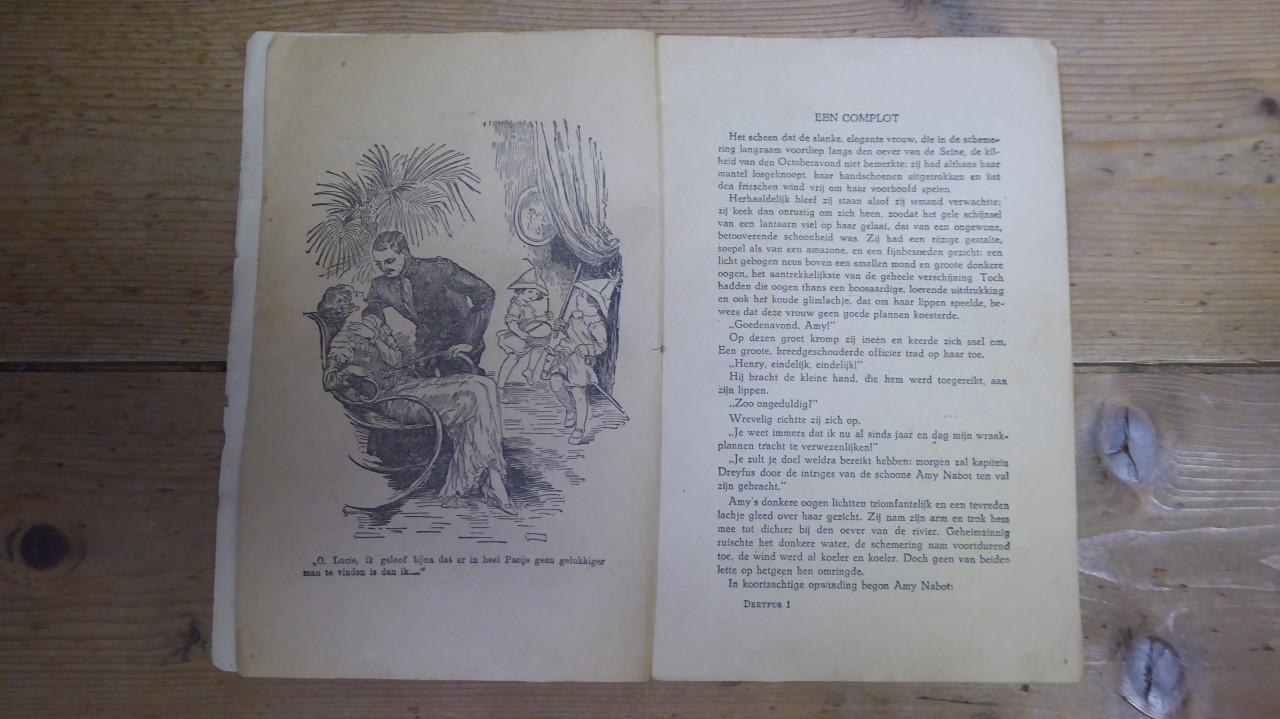 „O, Lucie, ik geloof bijna dat er in heel Parijs geen gelukkiger
man te vinden is dan ik....."
EEN COMPLOT
Het scheen dat de slanke, elegante vrouw, die in de scheme-
ring langzaam voortliep langs den oever van de Seine, de kil-
heid van den Octoberavond niet bemerkte: zij had althans haar
mantel losgeknoopt, haar handschoenen uitgetrokken en liet
den frisschen wind vrij om haar voorhoofd spelen
Herhaaldelijk bleef zij staan alsof zij iemand verwachtte;
zij keek dan onrustig om zich heen, zoodat het gele schijnsel
van een lantaarn viel op haar gelaat, dat van een ongewone,
betooverende schoonheid was. Zij had een rijzige gestalte,
soepel als van een amazone, en een fijnbesneden gezicht: een
licht gebogen neus boven een smallen mond en groote donkere
oogen, het aantrekkelijkste van de geheele verschijning Toch
hadden die oogen thans een boosaardige, loerende uitdrukking
en ook het koude glimlachje, dat om haar lippen speelde, be-
wees dat deze vrouw geen goede plannen koesterde.
„Goedenavond, Amy!"
Op dezen groet kromp zij ineen en keerde zich snel om.
Een groote, breedgeschouderde officier trad op haar toe.
„Henry, eindelijk, eindelijk!"
Hij bracht de kleine hand, die hem werd toegereikt, aan
zijn lippen.
„Zoo ongeduldig?"
Wrevelig richtte zij zich op.
„Je weet immers dat ik nu al sinds jaar en dag mijn wraak-
plannen tracht te verwezenlijken!"
„Je zult je doel weldra bereikt hebben: morgen zal kapitein
Dreyfus door de intriges van de schoone Amy Nabot ten val
zijn gebracht."
Amy's donkere oogen lichtten triomfantelijk en een tevreden
lachje gleed over haar gezicht. Zij nam zijn arm en trok hem
mee tot dichter bij den oever van de rivier. Geheimzinnig
ruischte het donkere water, de schemering nam voortdurend
toe, de wind werd al koeler en koeler. Doch geen van beiden
lette op hetgeen hen omringde.
In koortsachtige opwinding begon Amy Nabot:
DREYFUS 1